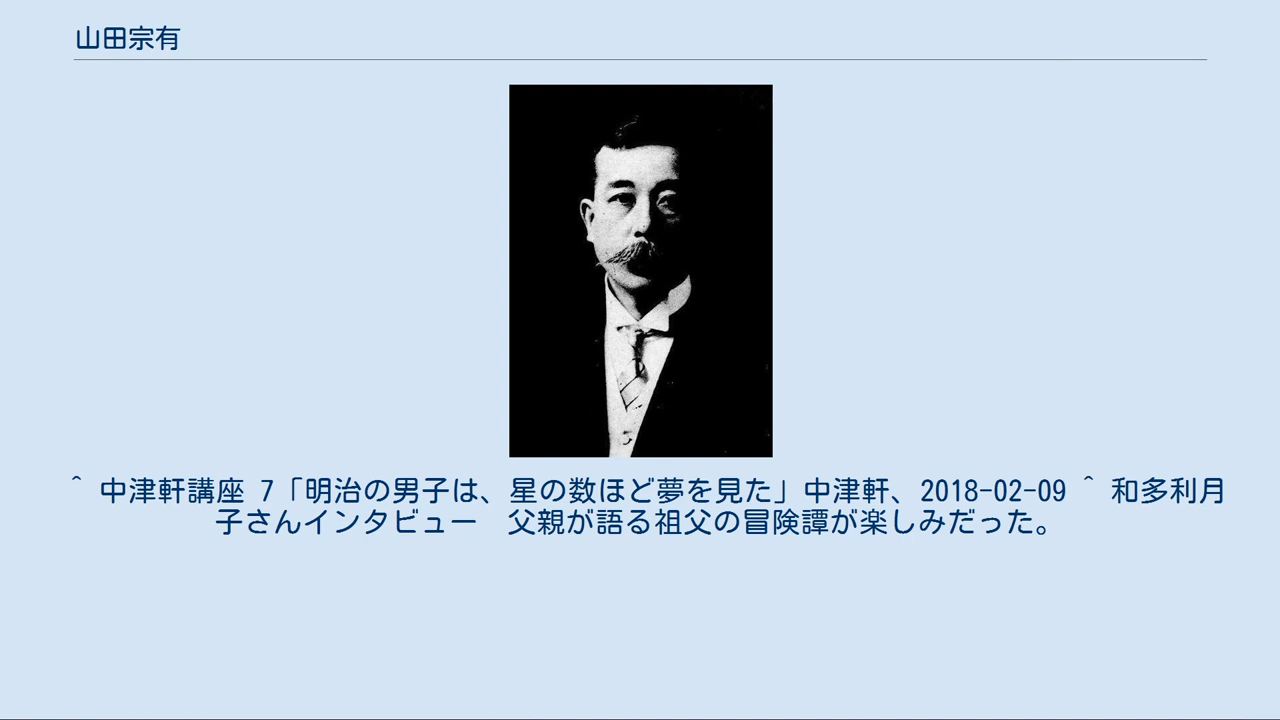 山田宗有
^ 中津軒講座 7「明治の男子は、星の数ほど夢を見た」中津軒、2018-02-09 ^ 和多利月
子さんインタビュー　父親が語る祖父の冒険譚が楽しみだった。